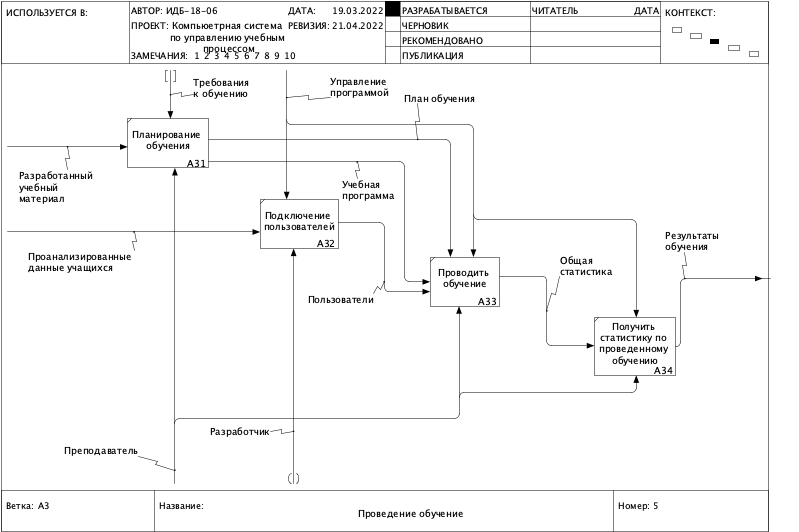 ИСПОЛЬЗУЕТСЯ В:
АВТОР: ИДБ-18-06
ДАТА: 19.03.2022
ПРОЕКТ: Компьюетрная система
по управлению учебным
процессом
РЕВИЗИЯ: 21.04.2022
ЗАМЕЧАНИЯ: 1 2 3 4 5 6 7 8 9 10
РАЗРАБАТЫВАЕТСЯ
ЧЕРНОВИК
РЕКОМЕНДОВАНО
ПУБЛИКАЦИЯ
ЧИТАТЕЛЬ
ДАТА
КОНТЕКСТ:
Требования
к обучению
Управление
программой
План обучения
Планирование
обучения
A31
Разработанный
учебный
материал
Учебная
программа
Подключение
пользователей
A32
Проанализированные
данные учащихся
Пользователи
Проводить
обучение
A33
Общая
статистика
Результаты
обучения
Получить
статистику по
проведенному
обучению
A34
Разработчик
Преподаватель
Ветка: A3
Название:
Проведение обучение
Номер: 5